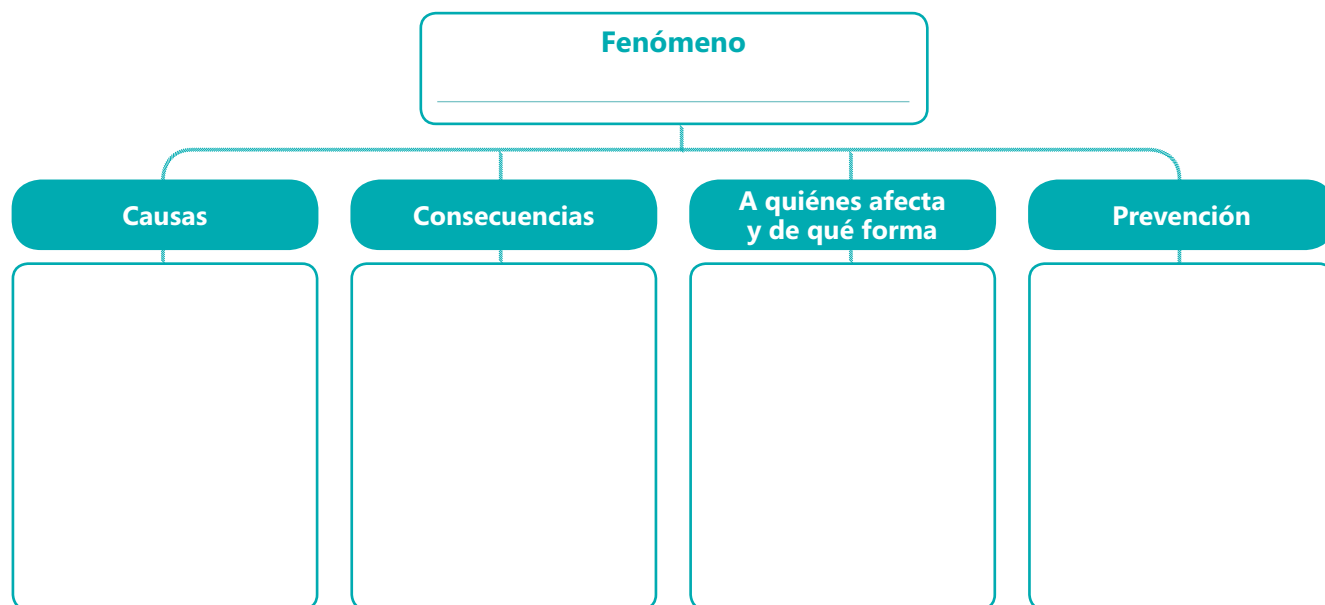 Fenómeno
Causas
Consecuencias
A quiénes afecta
y de qué forma
Prevención